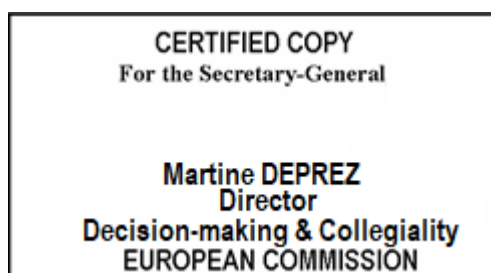 CERTIFIED COPY
For the Secretary-General
Martine DEPREZ
Director
Decision-making & Collegiality
EUROPEAN COMMISSION